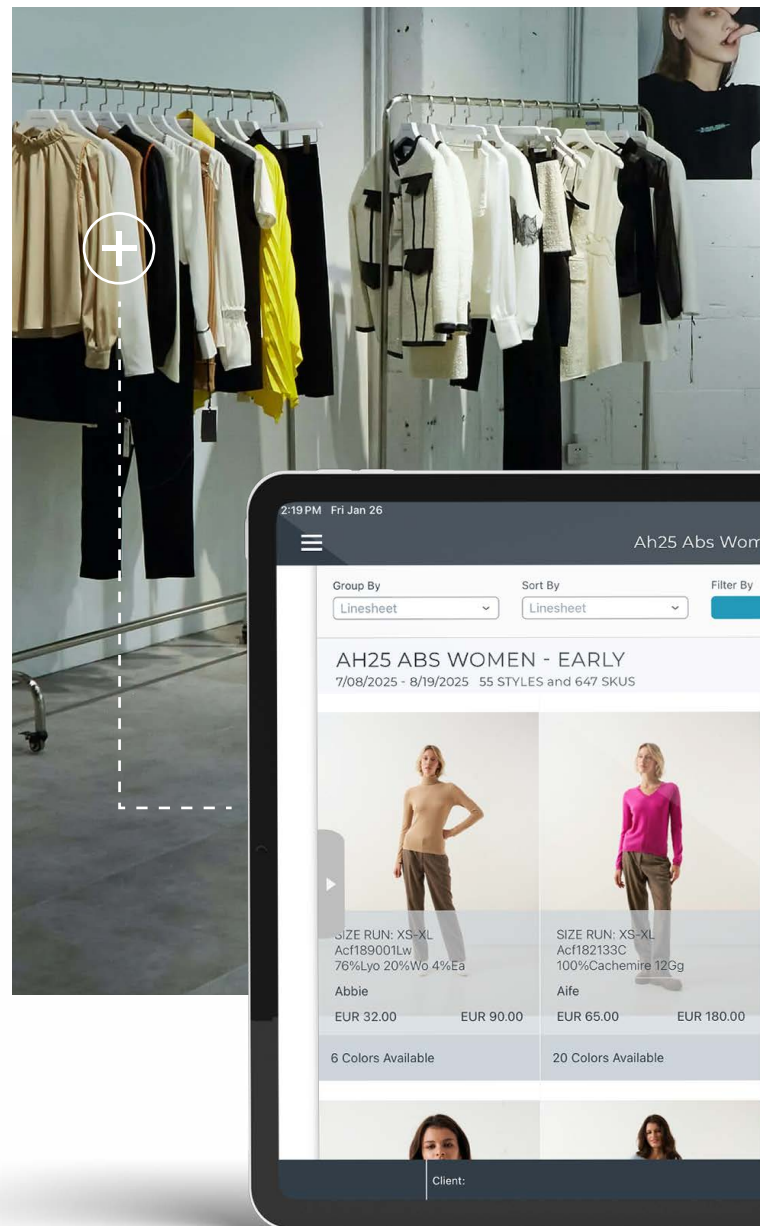 2:19 PM Fri Jan 26
Ah25 Abs Wom
Group By
Sort By
Filter By
Linesheet
Linesheet
AH25 ABS WOMEN - EARLY
7/08/2025 - 8/19/2025 55 STYLES and 647 SKUS
SIZE RUN: XS-XL
Acf189001Lw
76%Lyo 20%Wo 4%Ea
Abbie
EUR 32.00 EUR 90.00
6 Colors Available
SIZE RUN: XS-XL
Acf182133C
100%Cachemire 12Gg
Aife
EUR 65.00 EUR 180.00
20 Colors Available
Client: